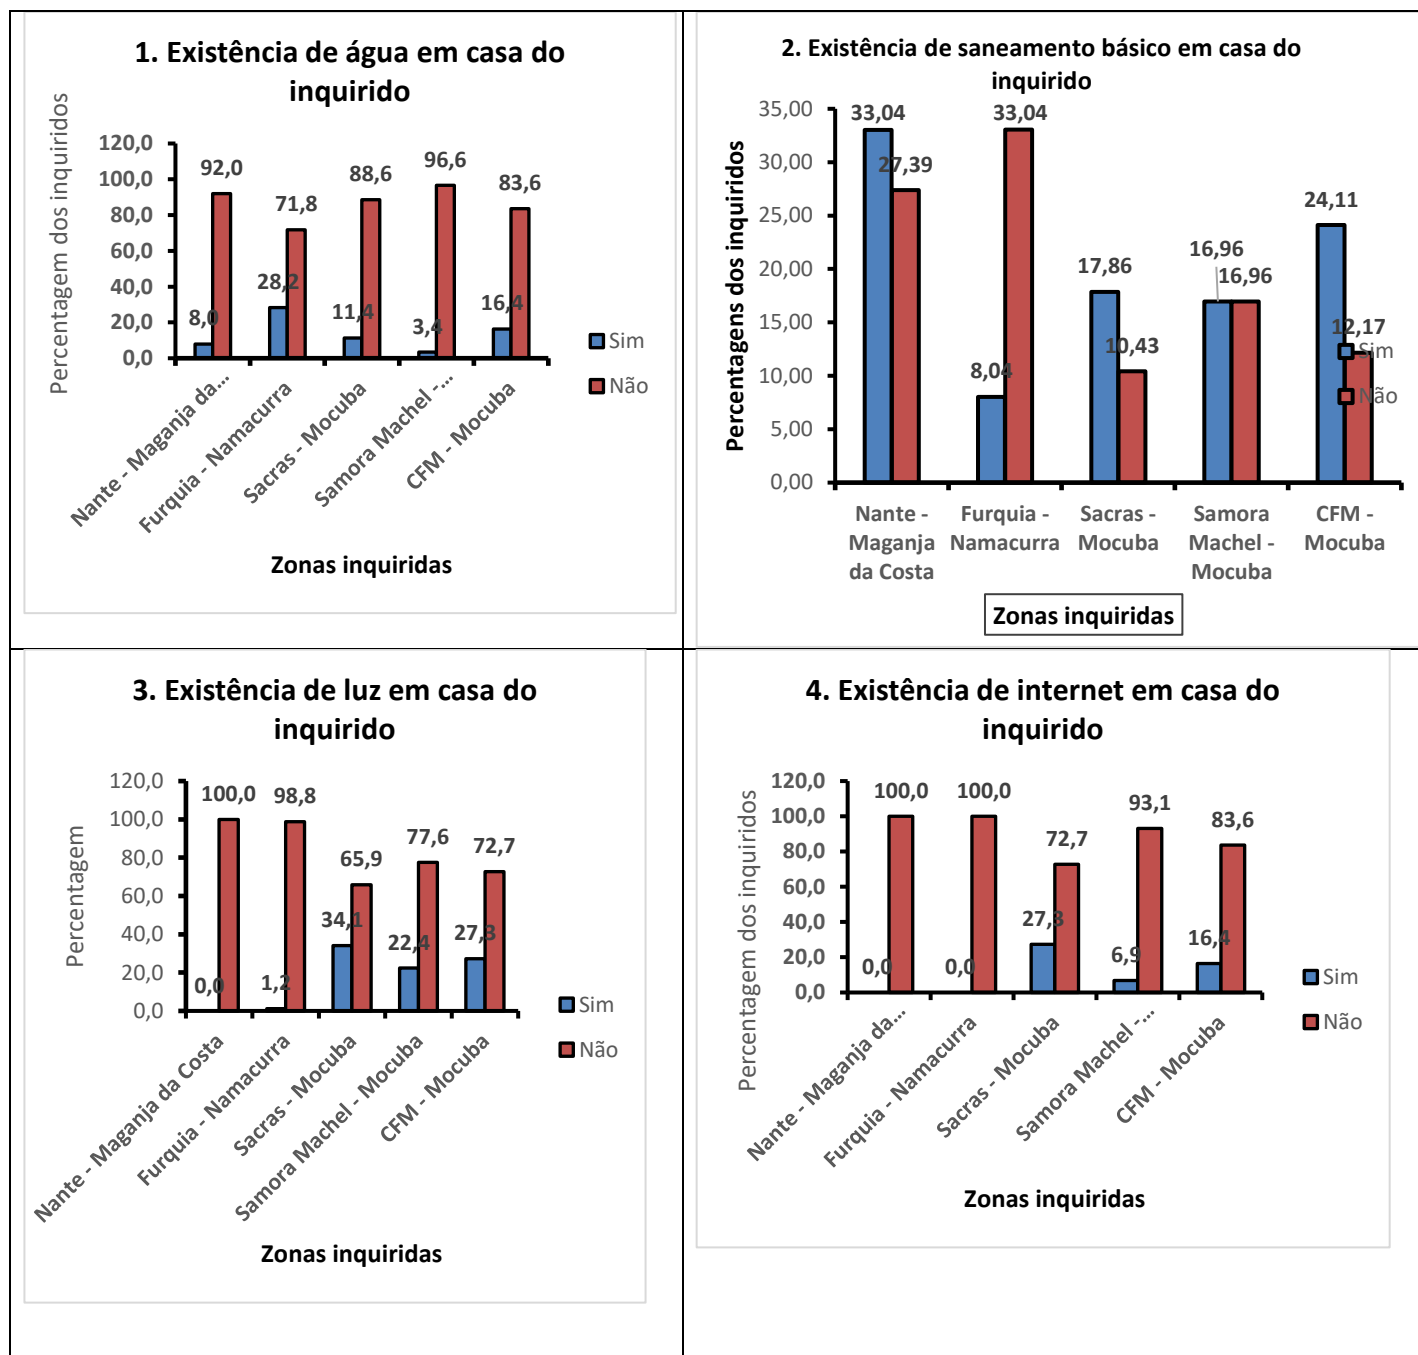 1. Existência de água em casa do
inquirido
Percentagem dos inquiridos
120,0
100,0
80,0
60,0
40,0
20,0
0,0
92,0
71,8
88,6
96,6
83,6
8,0
28,2
11,4
3,4
16,4
Sim
Não
Nante - Maganja da...
Furquia - Namacurra
Sacras - Mocuba
Samora Machel -...
CFM - Mocuba
Zonas inquiridas
2. Existência de saneamento básico em casa do
inquirido
Percentagens dos inquiridos
35,00
30,00
25,00
20,00
15,00
10,00
5,00
0,00
33,04
27,39
8,04
33,04
17,86
10,43
16,96
16,96
24,11
12,17
Sim
Não
Nante -
Maganja
da Costa
Furquia -
Namacurra
Sacras -
Mocuba
Samora
Machel -
Mocuba
CFM -
Mocuba
Zonas inquiridas
3. Existência de luz em casa do
inquirido
Percentagem
120,0
100,0
80,0
60,0
40,0
20,0
0,0
100,0
98,8
65,9
77,6
72,7
0,0
1,2
34,1
22,4
27,3
Sim
Não
Nante - Maganja da Costa
Furquia - Namacurra
Sacras - Mocuba
Samora Machel - Mocuba
CFM - Mocuba
Zonas inquiridas
4. Existência de internet em casa do
inquirido
Percentagem dos inquiridos
120,0
100,0
80,0
60,0
40,0
20,0
0,0
100,0
100,0
72,7
93,1
83,6
0,0
0,0
27,3
6,9
16,4
Sim
Não
Nante - Maganja da...
Furquia - Namacurra
Sacras - Mocuba
Samora Machel -...
CFM - Mocuba
Zonas inquiridas